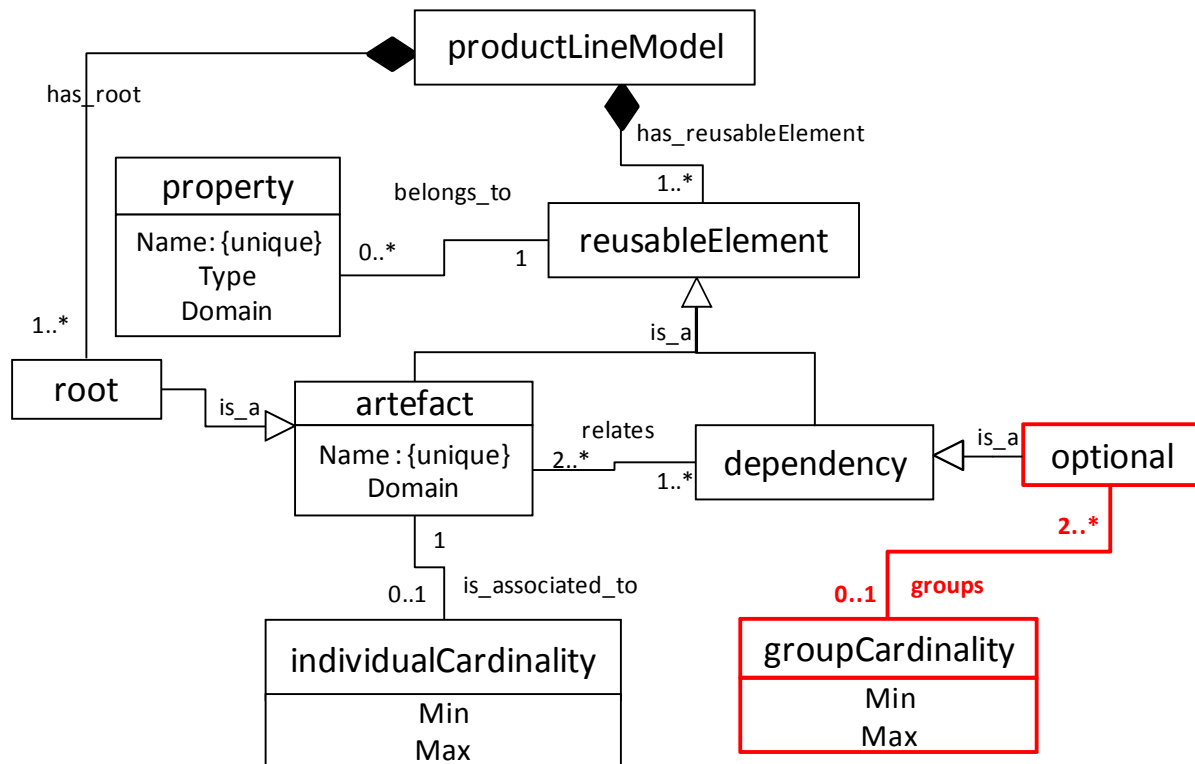 productLineModel
has_root
has_reusableElement
1..*
property
Name: {unique}
Type
Domain
belongs_to
0..*
1
reusableElement
is_a
1..*
root
is_a
artefact
Name : {unique}
Domain
relates
2..*
1..*
dependency
is_a
optional
2..*
1
0..1
is_associated_to
0..1
groups
individualCardinality
Min
Max
groupCardinality
Min
Max